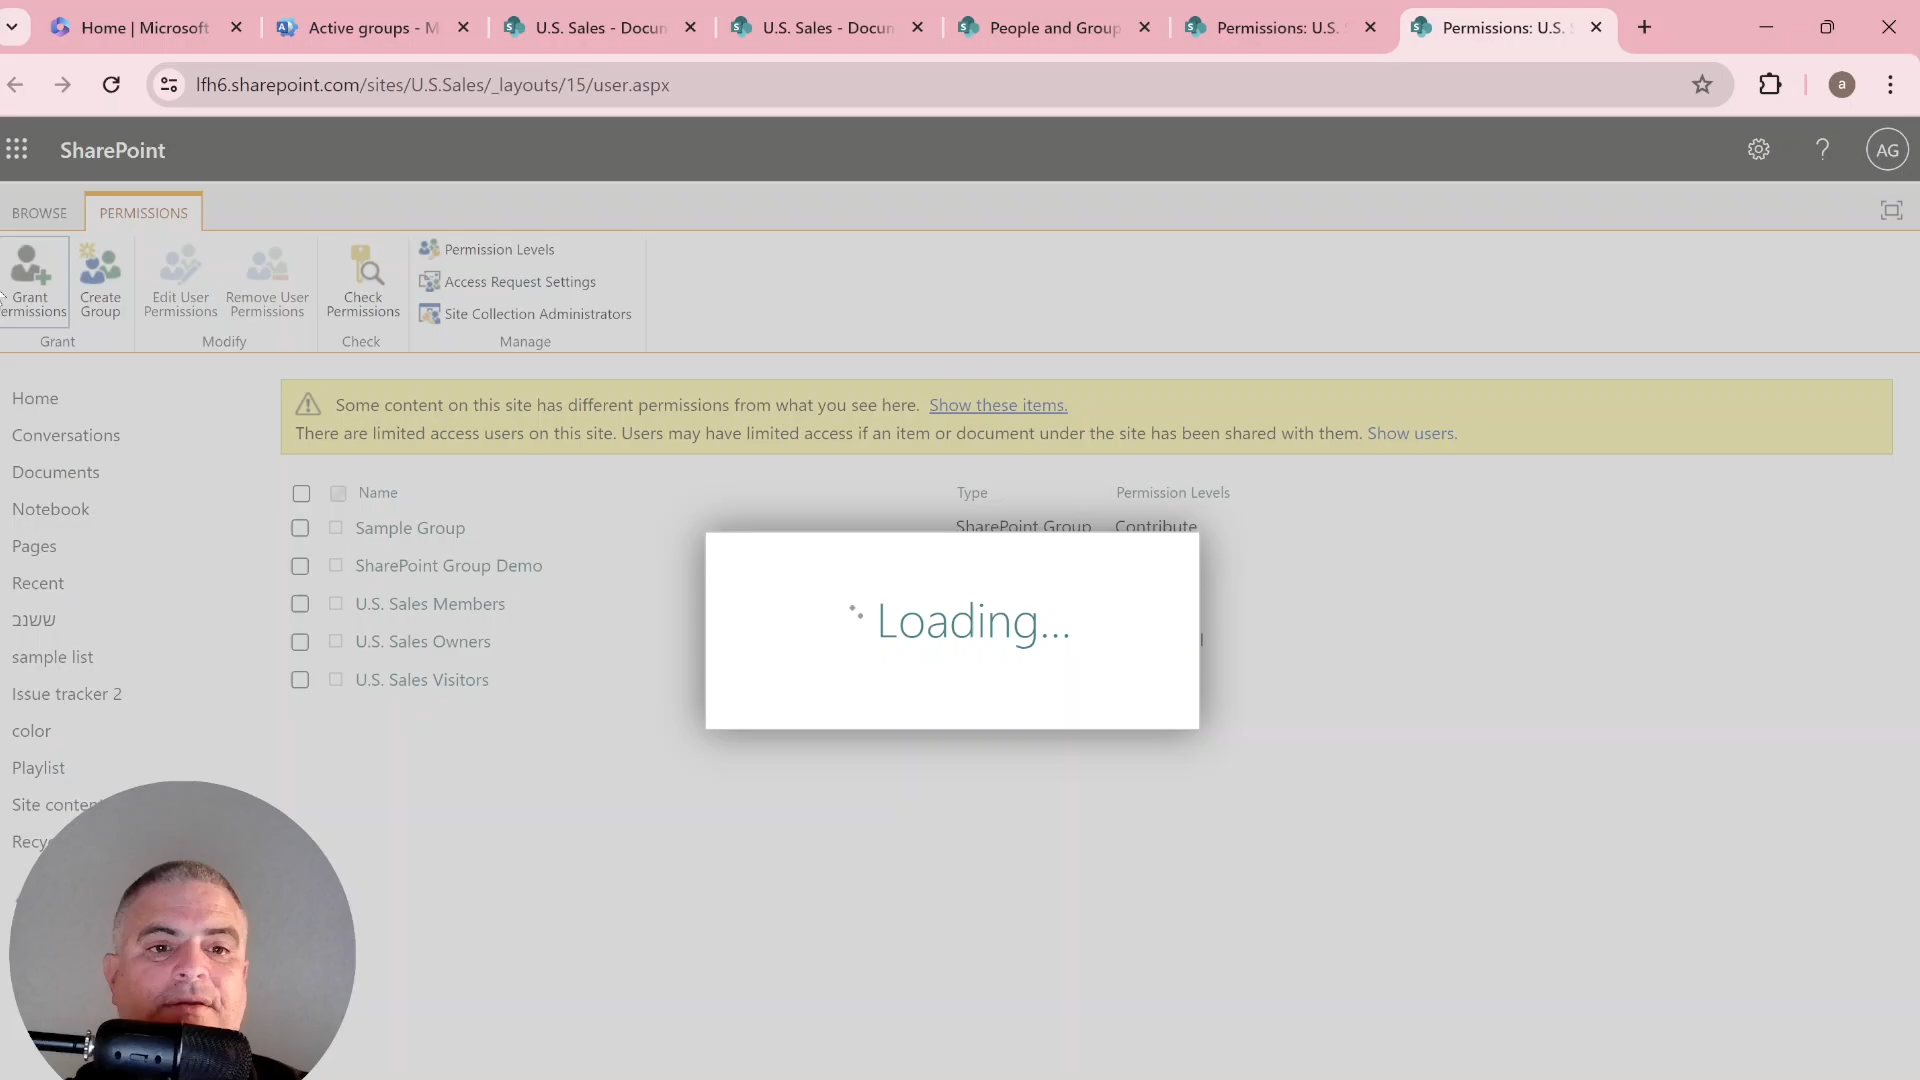 Home | Microsoft
Active groups - M
U.S. Sales - Docun
U.S. Sales - Docun
People and Group
Permissions: U.S.
Permissions: U.S.
lfh6.sharepoint.com/sites/U.S.Sales/_layouts/15/user.aspx
a
SharePoint
?
AG
BROWSE
PERMISSIONS
Grant
ermissions
Create
Group
Edit User
Permissions
Remove User
Permissions
Check
Permissions
Permission Levels
Access Request Settings
Site Collection Administrators
Grant
Modify
Check
Manage
Home
Conversations
Documents
Notebook
Pages
Recent
ששנב
sample list
Issue tracker 2
color
Playlist
Site conten
Recy
Some content on this site has different permissions from what you see here. Show these items.
There are limited access users on this site. Users may have limited access if an item or document under the site has been shared with them. Show users.
Name Type Permission Levels
Sample Group SharePoint Group Contribute
SharePoint Group Demo
U.S. Sales Members
U.S. Sales Owners
U.S. Sales Visitors
Loading...